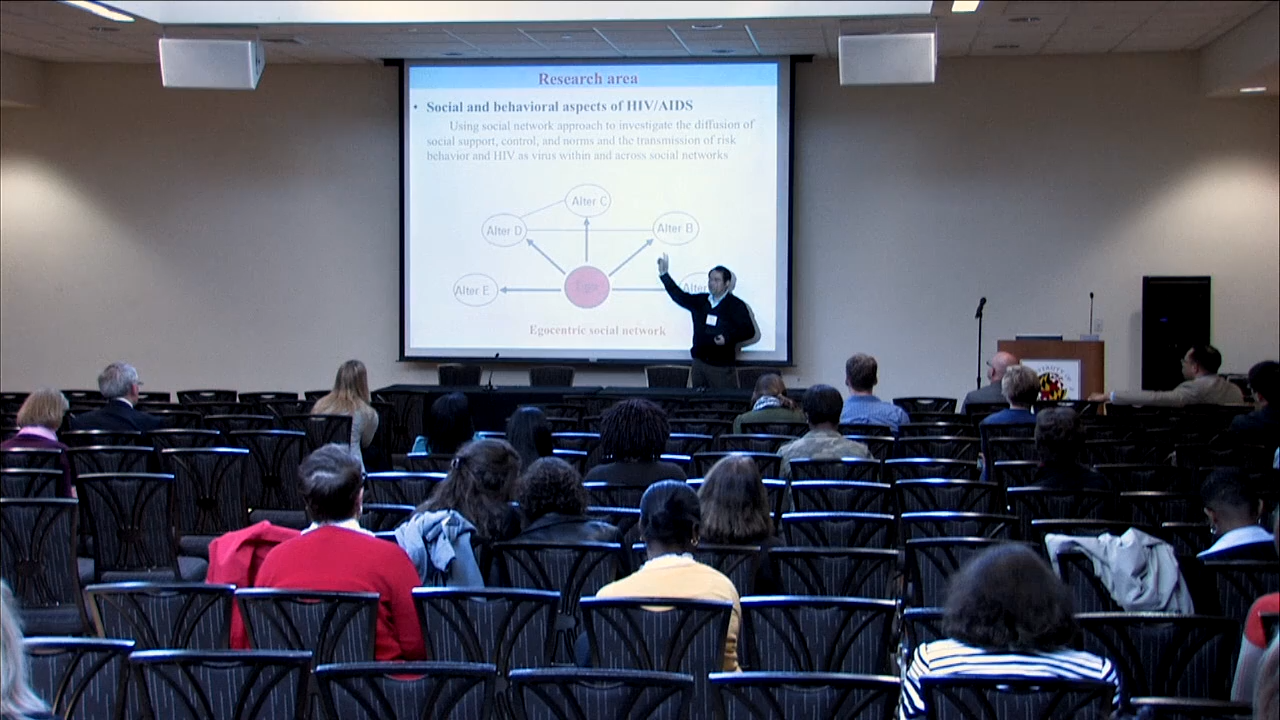 Research area
• Social and behavioral aspects of HIV/AIDS
Using social network approach to investigate the diffusion of
social support, control, and norms and the transmission of risk
behavior and HIV as virus within and across social networks
Alter C
Alter D
Alter B
Alter E
Ego
Alter
Egocentric social network